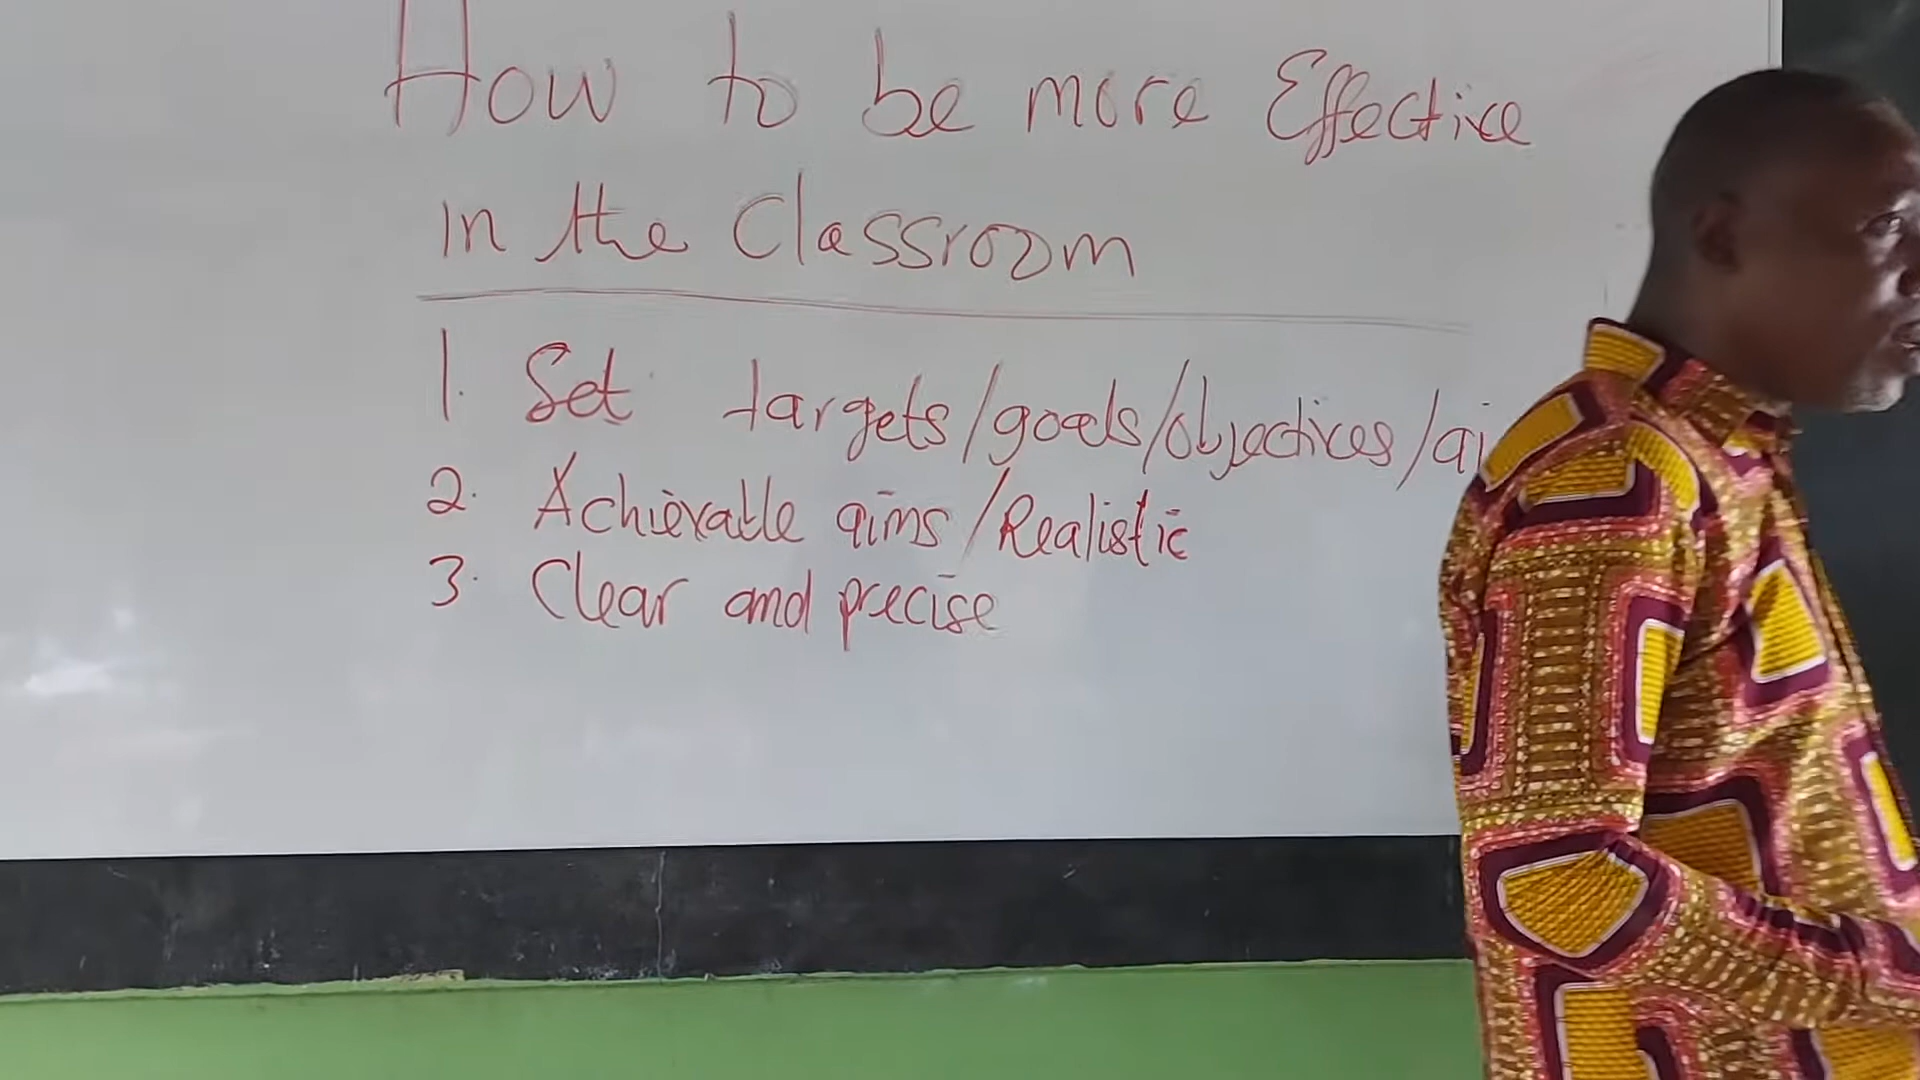 How to be more Effective
in the Classroom
1. Set targets/goals/objectives/ai
2. Achievable aims/Realistic
3. Clear and precise